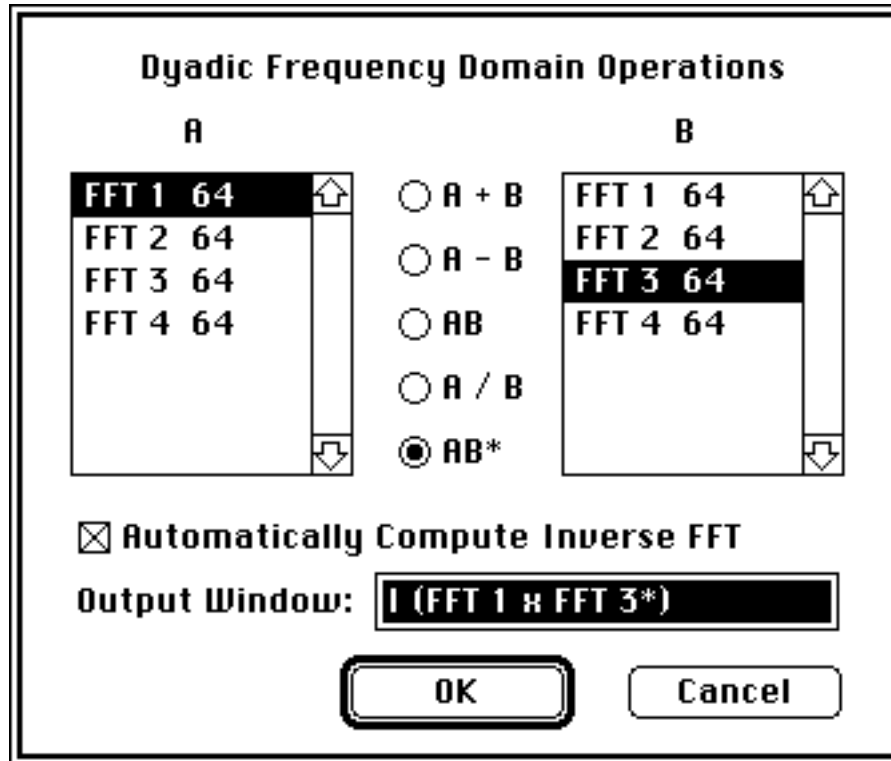 Dyadic Frequency Domain Operations
A
B
FFT 1 64
FFT 2 64
FFT 3 64
FFT 4 64
A + B
A - B
AB
A / B
AB*
FFT 1 64
FFT 2 64
FFT 3 64
FFT 4 64
Automatically Compute Inverse FFT
Output Window: I (FFT 1 x FFT 3*)
OK
Cancel